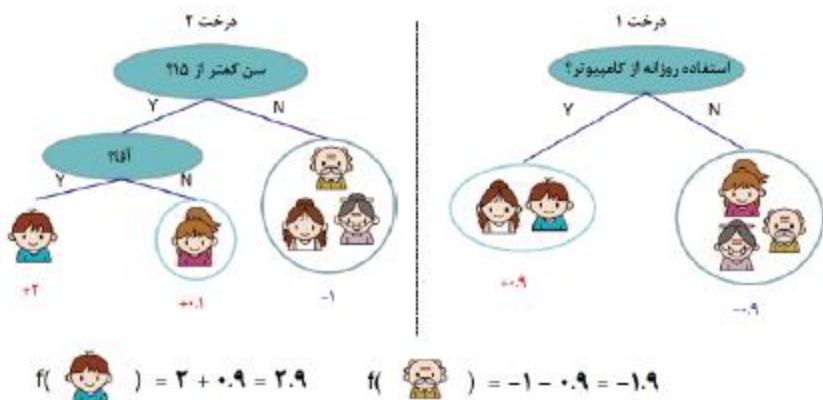 درخت ۱
استفاده روزانه از کامپیوتر؟
Y
N
+۰.۹
-۰.۹
درخت ۲
سن کمتر از ۱۵؟
Y
N
آقا؟
Y
N
+۲
+۰.۱
-۱
f( ) = ۲ + ۰.۹ = ۲.۹
f( ) = -۱ - ۰.۹ = -۱.۹